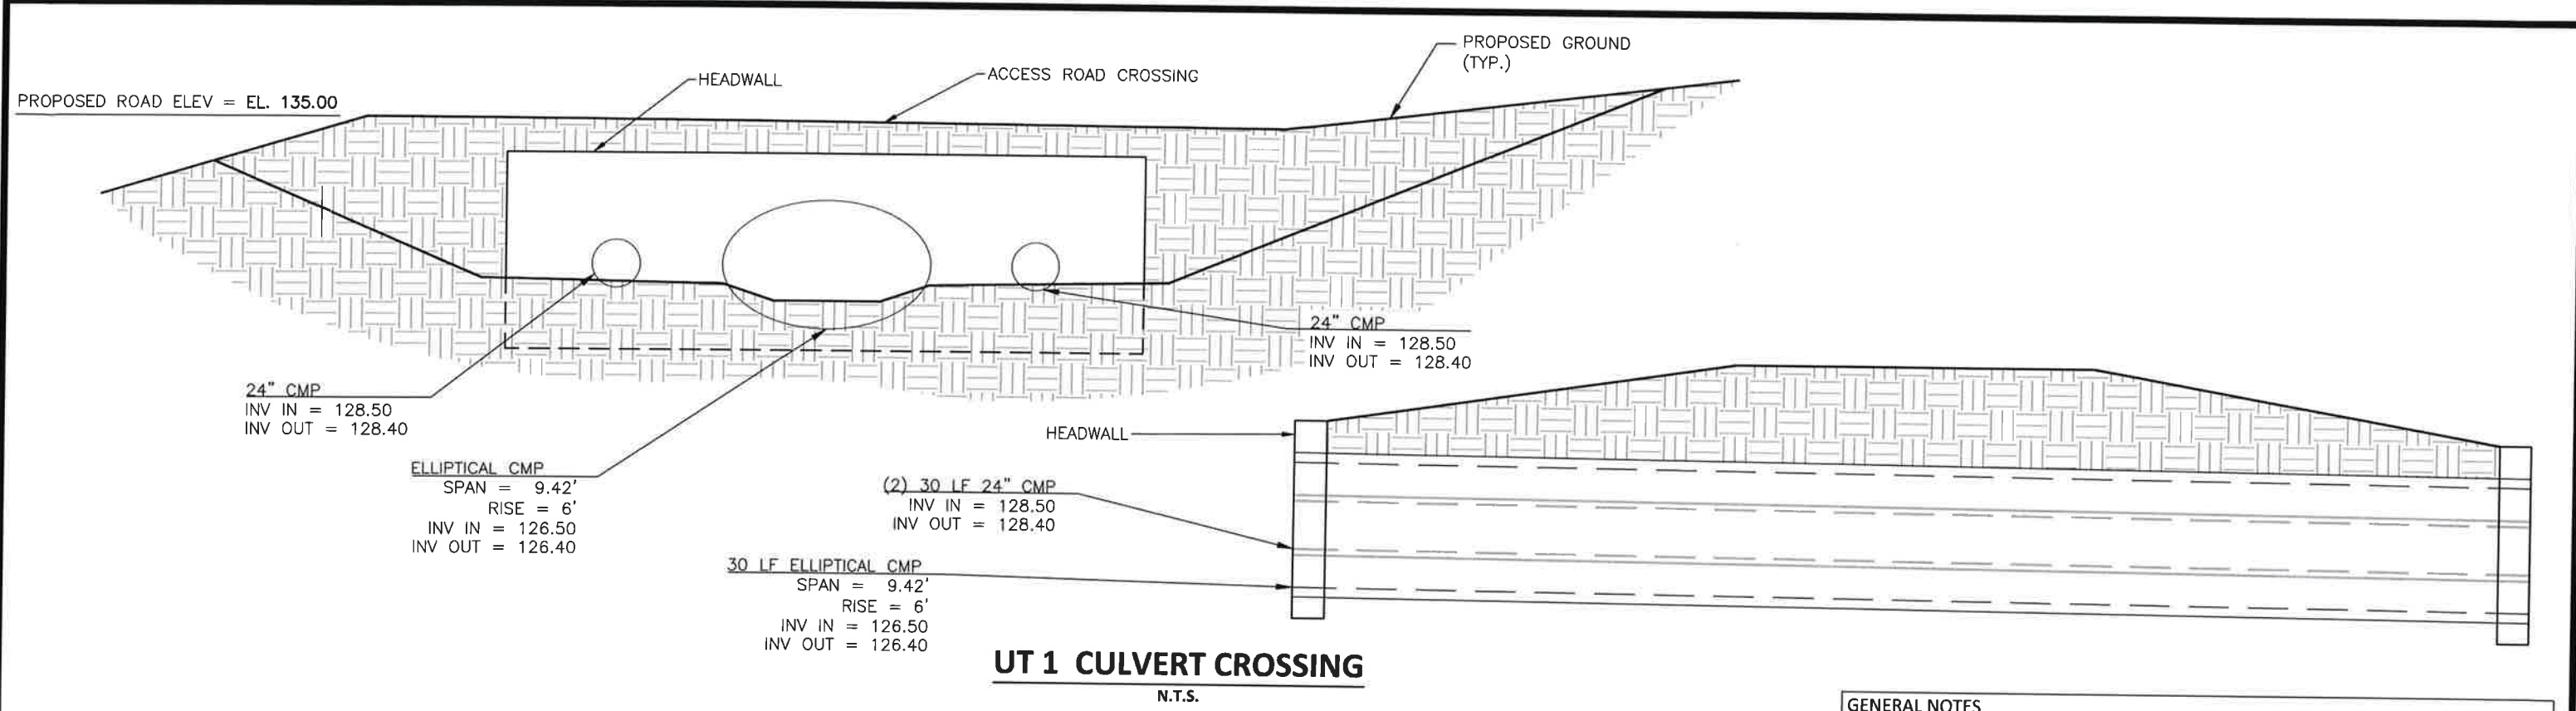 PROPOSED ROAD ELEV = EL. 135.00
HEADWALL
ACCESS ROAD CROSSING
PROPOSED GROUND
(TYP.)
24" CMP
INV IN = 128.50
INV OUT = 128.40
24" CMP
INV IN = 128.50
INV OUT = 128.40
ELLIPTICAL CMP
SPAN = 9.42'
RISE = 6'
INV IN = 126.50
INV OUT = 126.40
HEADWALL
(2) 30 LF 24" CMP
INV IN = 128.50
INV OUT = 128.40
30 LF ELLIPTICAL CMP
SPAN = 9.42'
RISE = 6'
INV IN = 126.50
INV OUT = 126.40
UT 1 CULVERT CROSSING
N.T.S.
GENERAL NOTES